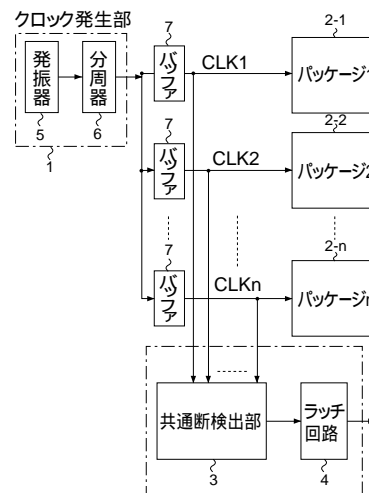 クロック発生部
発振器
分周器
5
6
1
7
バッファ
CLK1
2-1
パッケージ1
7
バッファ
CLK2
2-2
パッケージ2
7
バッファ
CLKn
2-n
パッケージn
共通断検出部
3
ラッチ
回路
4